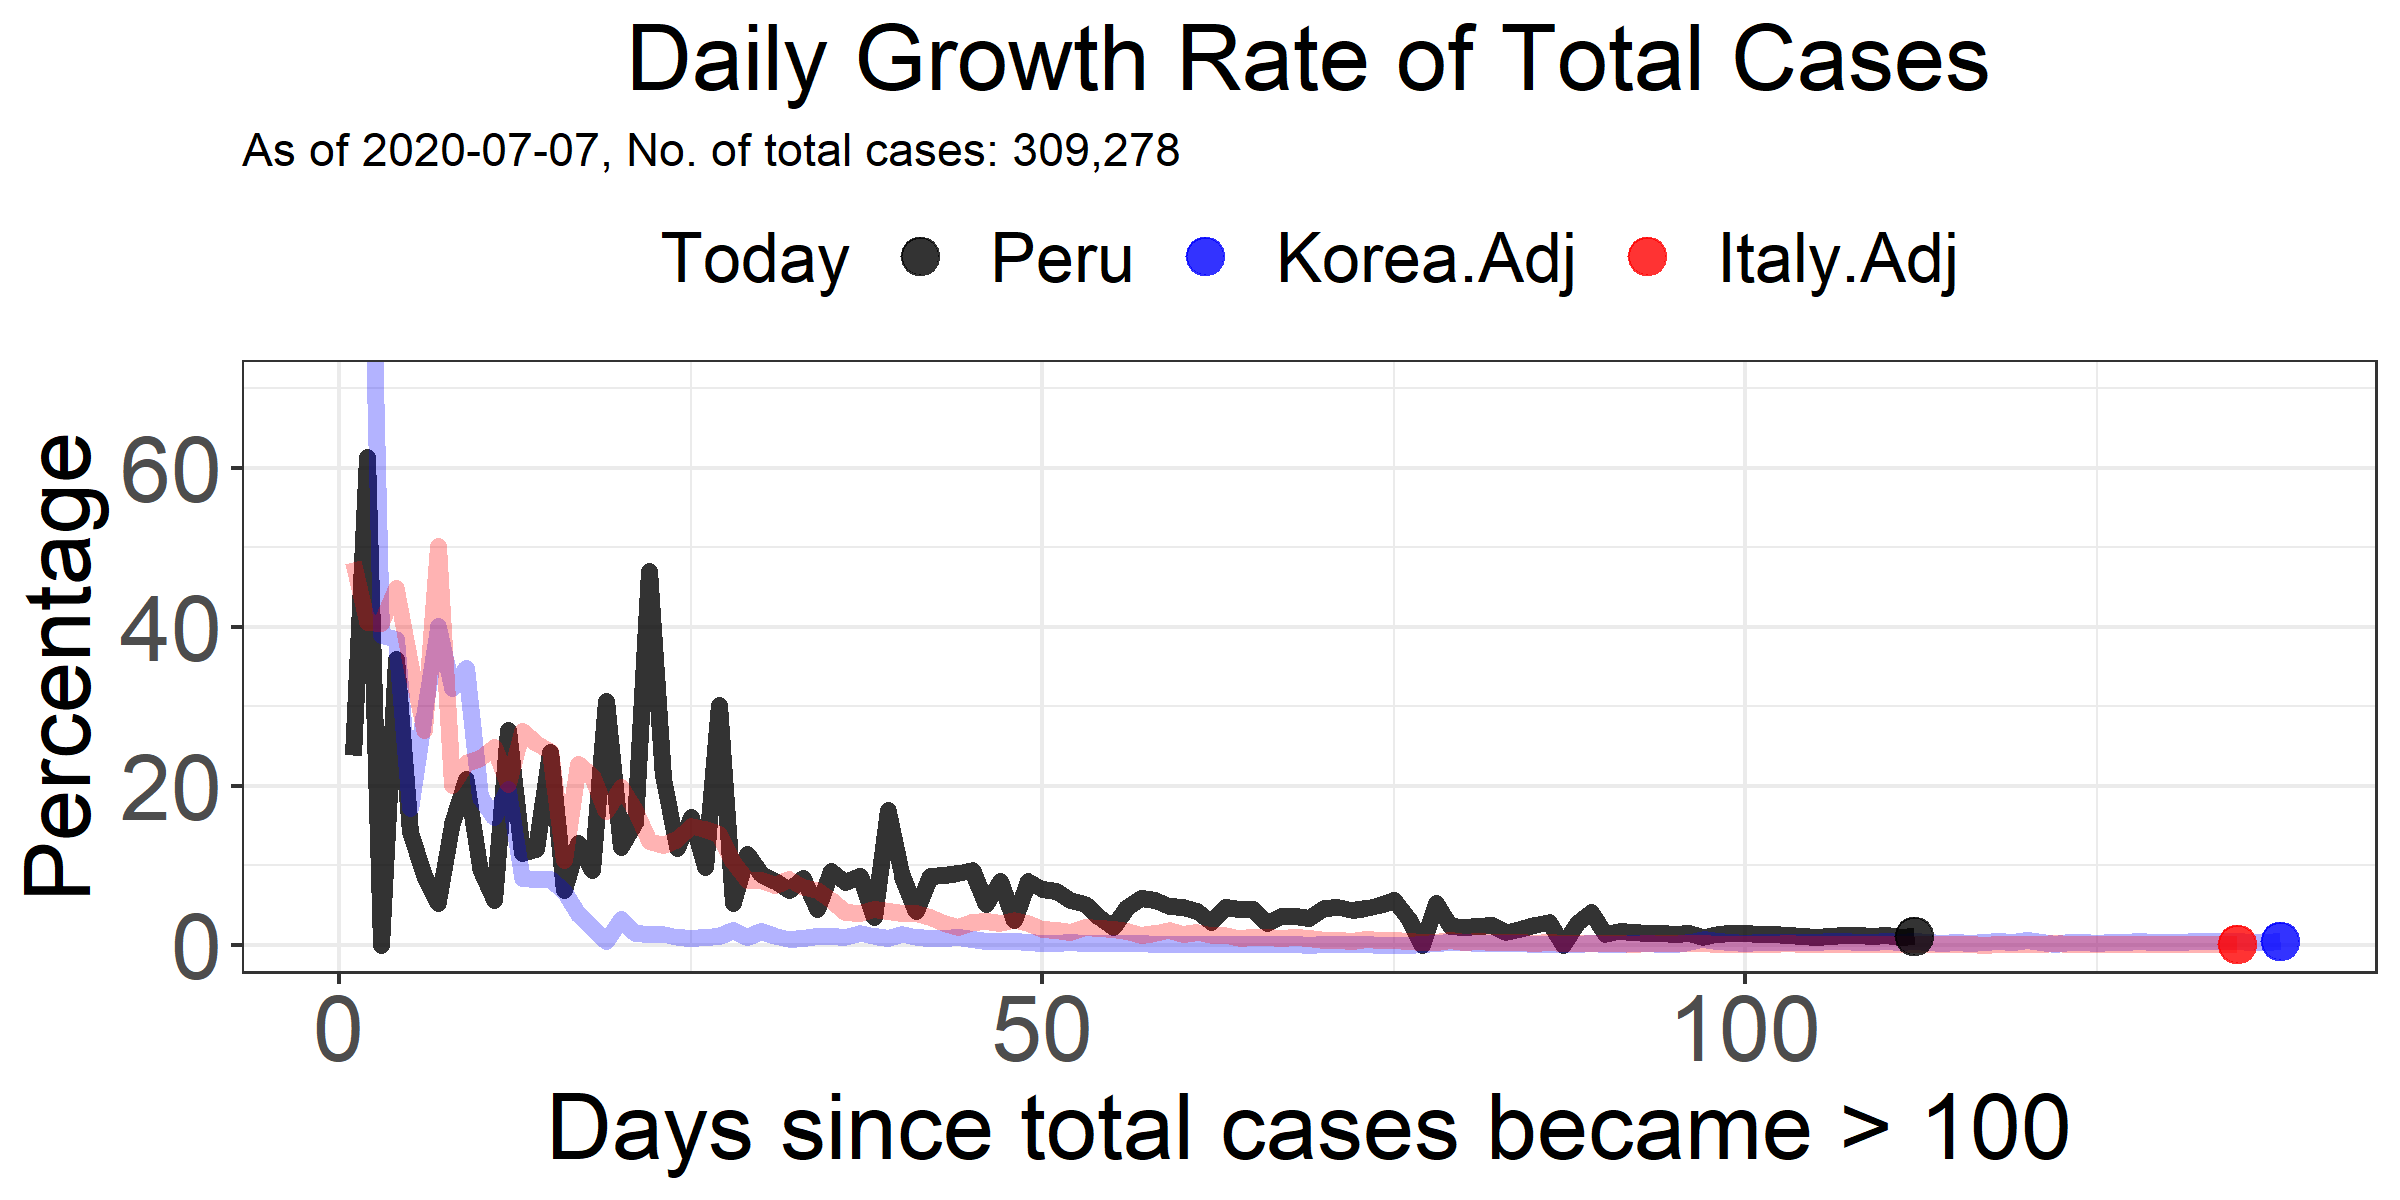 Daily Growth Rate of Total Cases
As of 2020-07-07, No. of total cases: 309,278
Today Peru Korea.Adj Italy.Adj
Percentage
60
40
20
0
0 50 100
Days since total cases became > 100